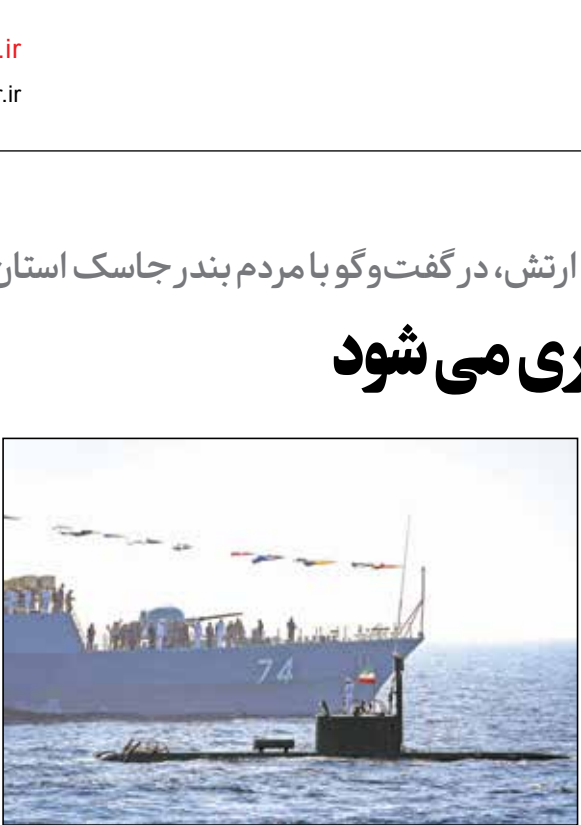 .ir
r.ir
ارتش، در گفت‌وگو با مردم بندر جاسک استان
ری می شود
74